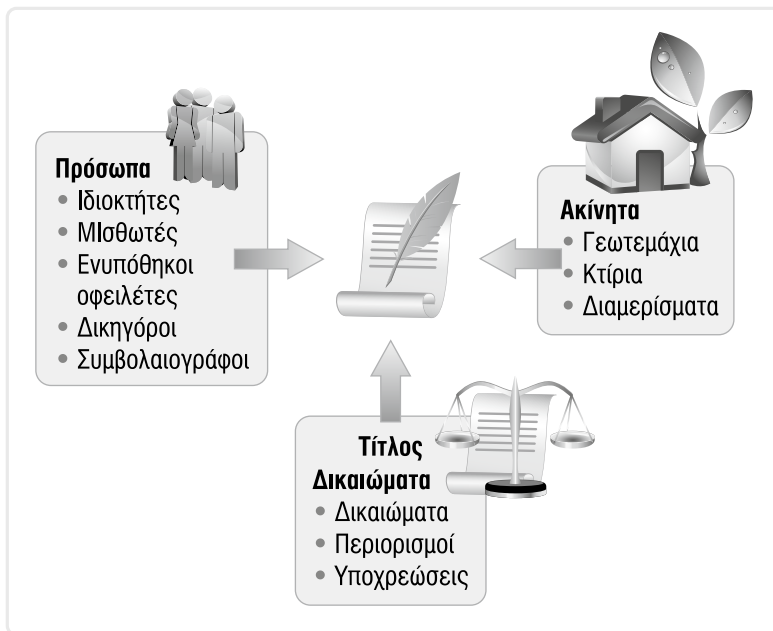 Πρόσωπα
• Ιδιοκτήτες
• ΜΙσθωτές
• Ενυπόθηκοι
οφειλέτες
• Δικηγόροι
• Συμβολαιογράφοι
Ακίνητα
• Γεωτεμάχια
• Κτίρια
• Διαμερίσματα
Τίτλος
Δικαιώματα
• Δικαιώματα
• Περιορισμοί
• Υποχρεώσεις